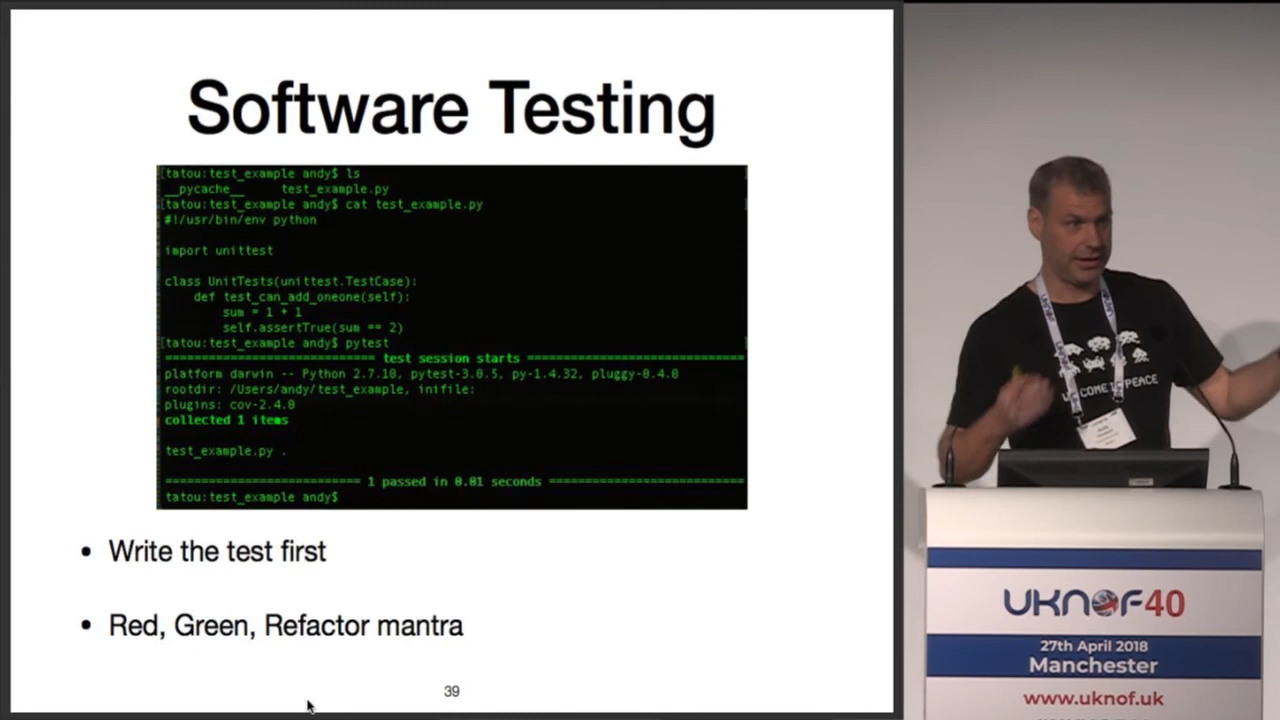 Software Testing
[tatou:test_example andy$ ls
__pycache__ test_example.py
[tatou:test_example andy$ cat test_example.py
#!/usr/bin/env python
import unittest
class UnitTests(unittest.TestCase):
def test_can_add_oneone(self):
sum = 1 + 1
self.assertTrue(sum == 2)
[tatou:test_example andy$ pytest
============================= test session starts ==============================
platform darwin -- Python 2.7.10, pytest-3.0.5, py-1.4.32, pluggy-0.4.0
rootdir: /Users/andy/test_example, inifile:
plugins: cov-2.4.0
collected 1 items
test_example.py .
=========================== 1 passed in 0.01 seconds ===========================
tatou:test_example andy$
• Write the test first
• Red, Green, Refactor mantra
39
UKNOF
COME IN PEACE
UKNOF40
27th April 2018
Manchester
www.uknof.uk